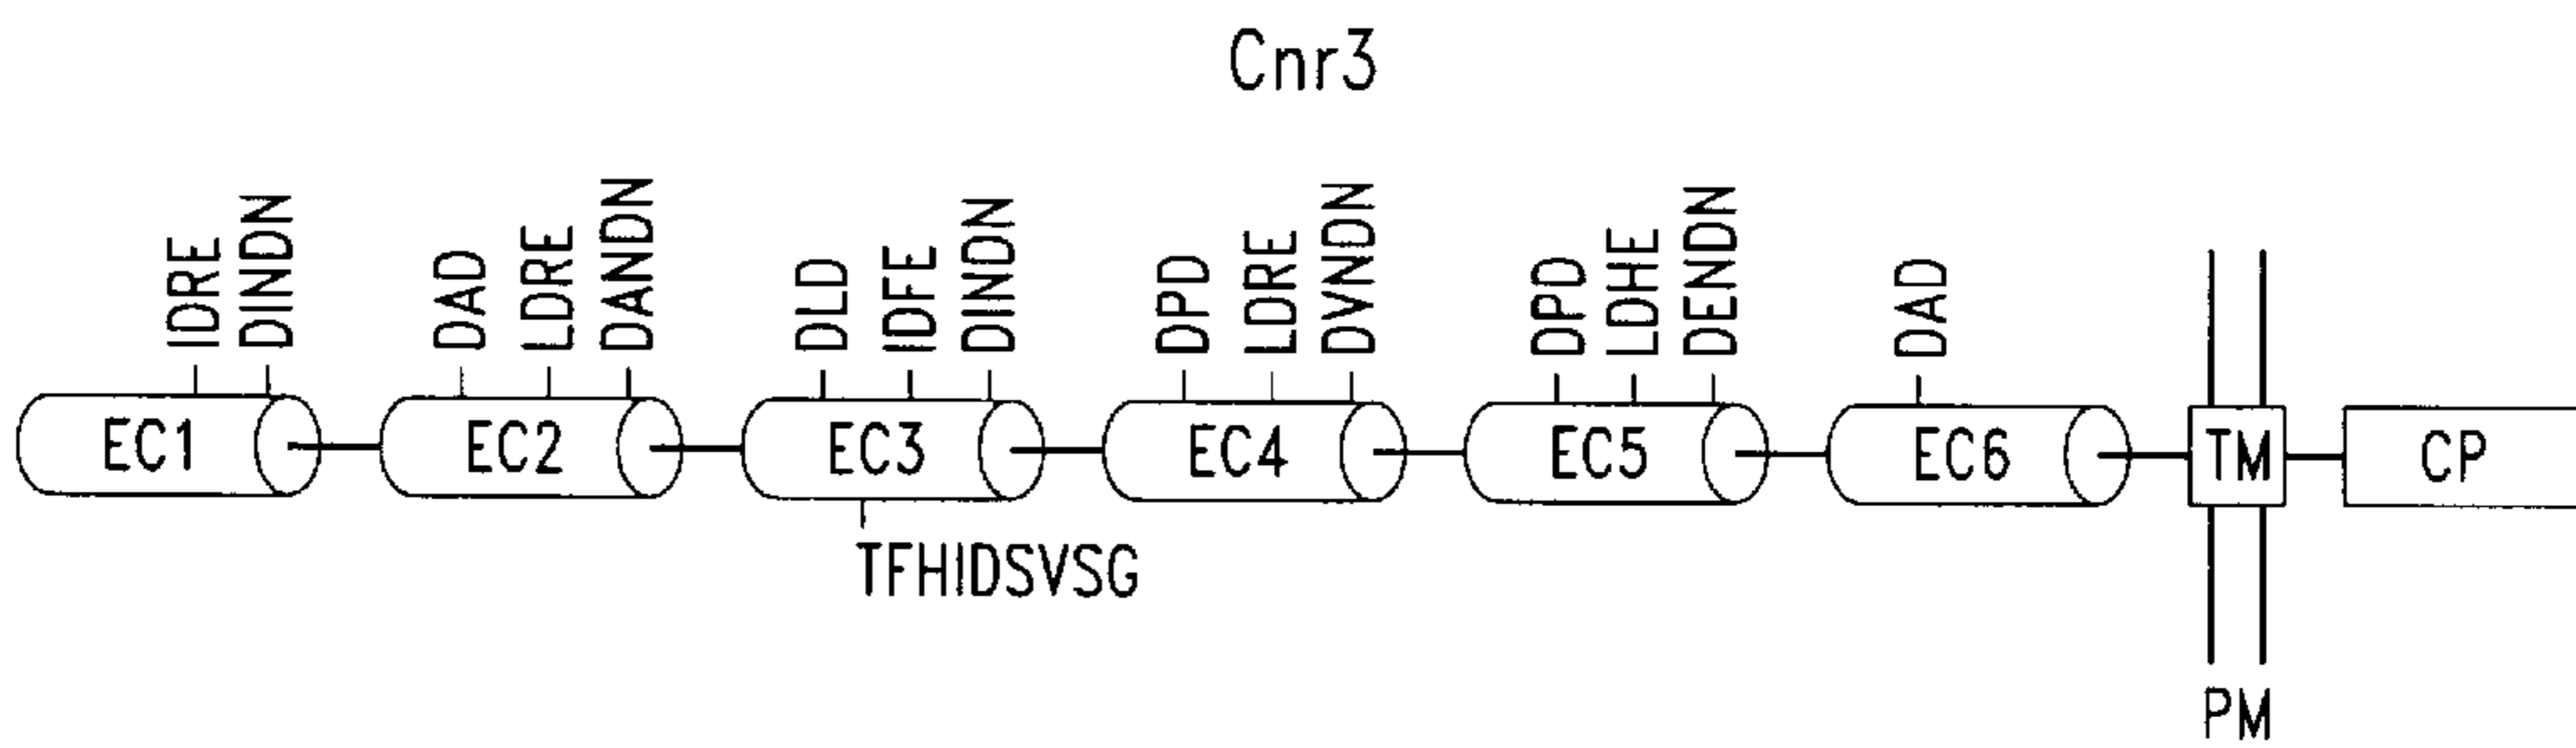 Cnr3
IDRE
DINDN
DAD
LDRE
DANDN
DLD
IDFE
DINDN
DPD
LDRE
DVNDN
DPD
LDHE
DENDN
DAD
EC1
EC2
EC3
EC4
EC5
EC6
TM
CP
TFHIDSVSG
PM